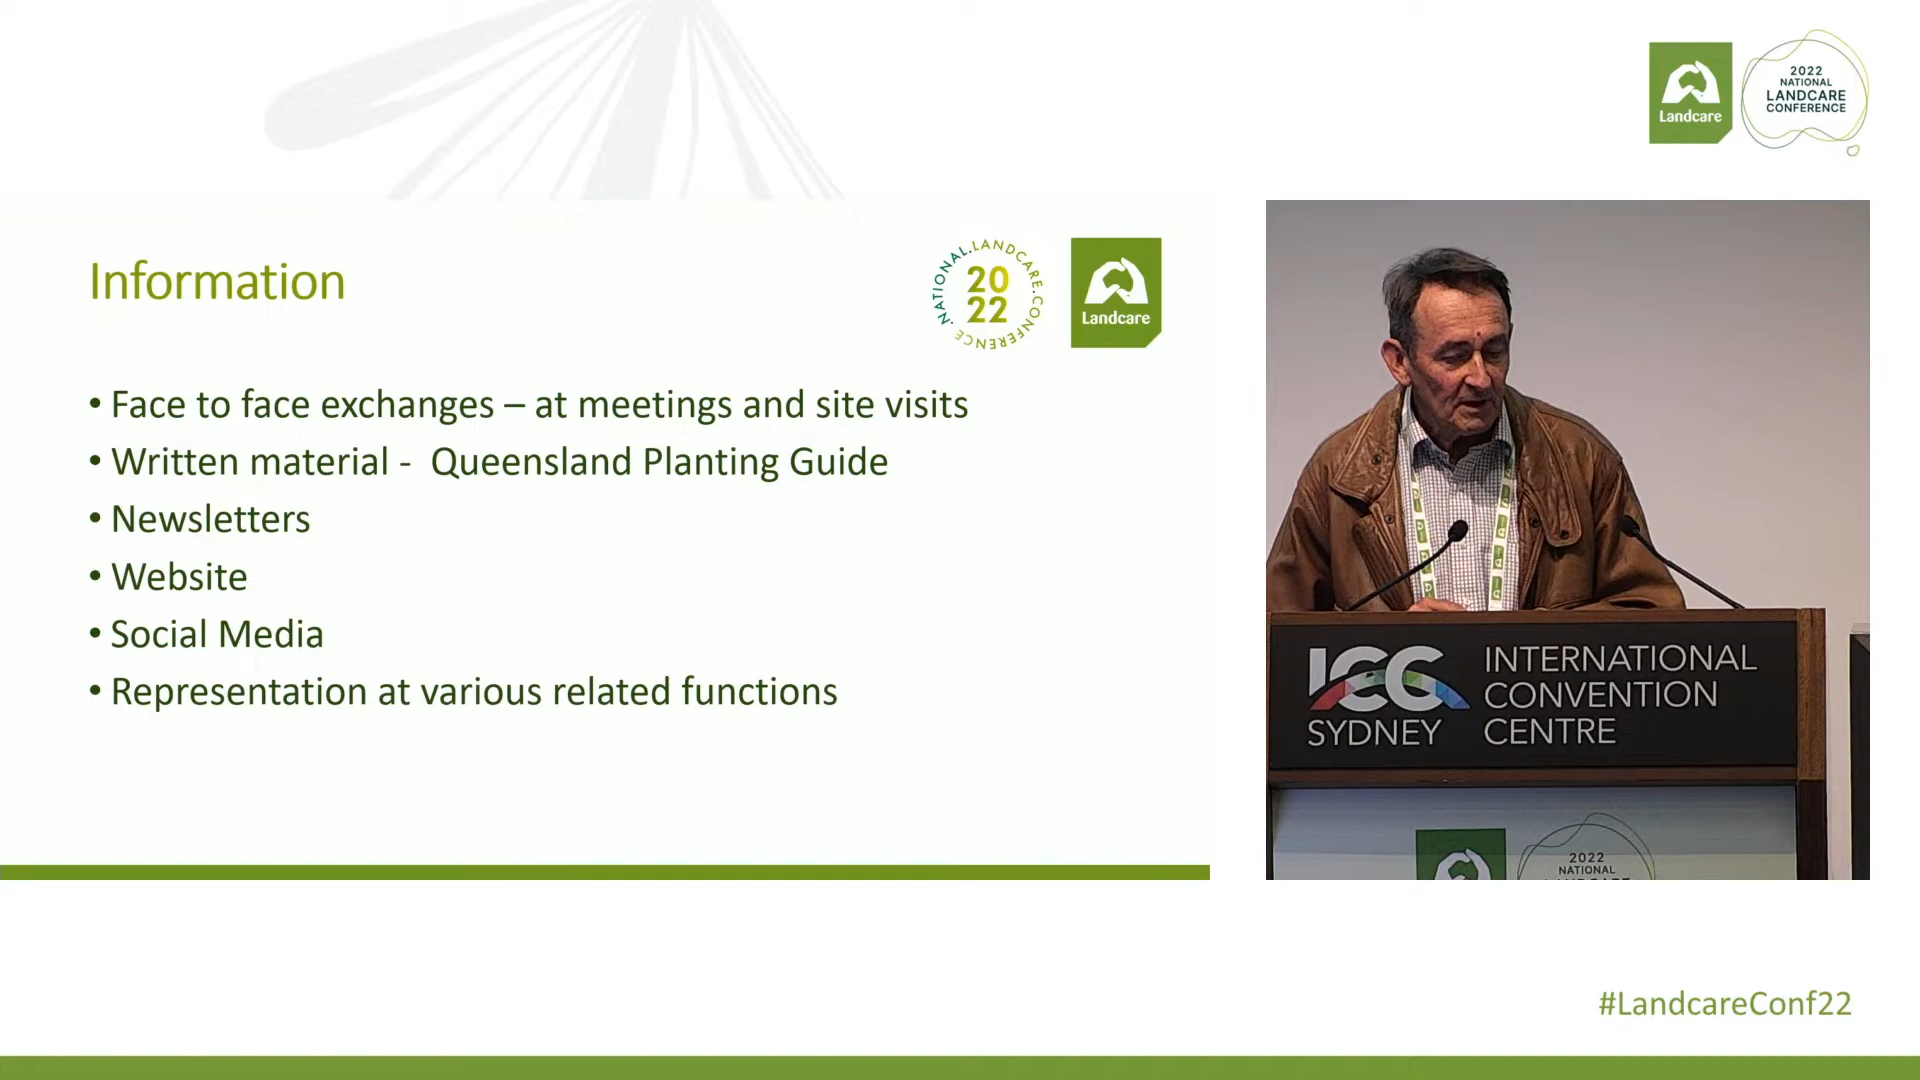 Landcare
2022
NATIONAL
LANDCARE
CONFERENCE
Information
NATIONAL.LANDCARE.CONFERENCE.
20
22
Landcare
• Face to face exchanges – at meetings and site visits
• Written material - Queensland Planting Guide
• Newsletters
• Website
• Social Media
• Representation at various related functions
ICC
SYDNEY
INTERNATIONAL
CONVENTION
CENTRE
2022
NATIONAL
#LandcareConf22